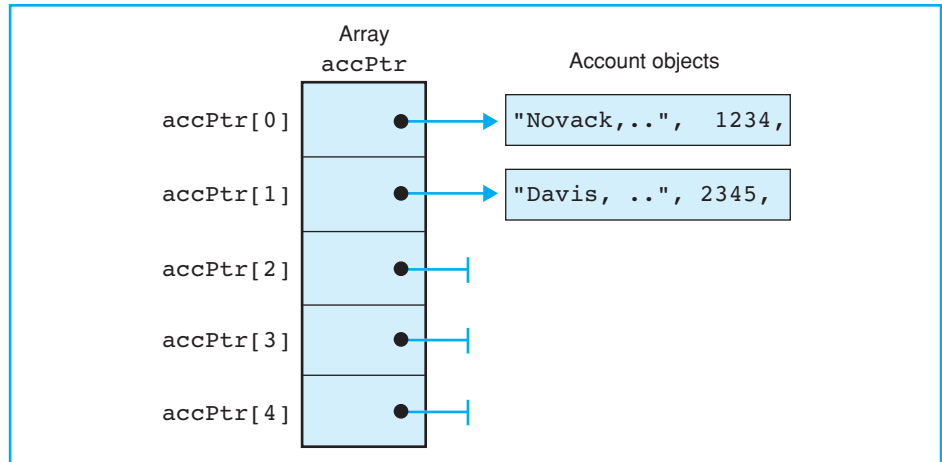 Array
accPtr
Account objects
accPtr[0]
"Novack,..", 1234,
accPtr[1]
"Davis, ..", 2345,
accPtr[2]
accPtr[3]
accPtr[4]